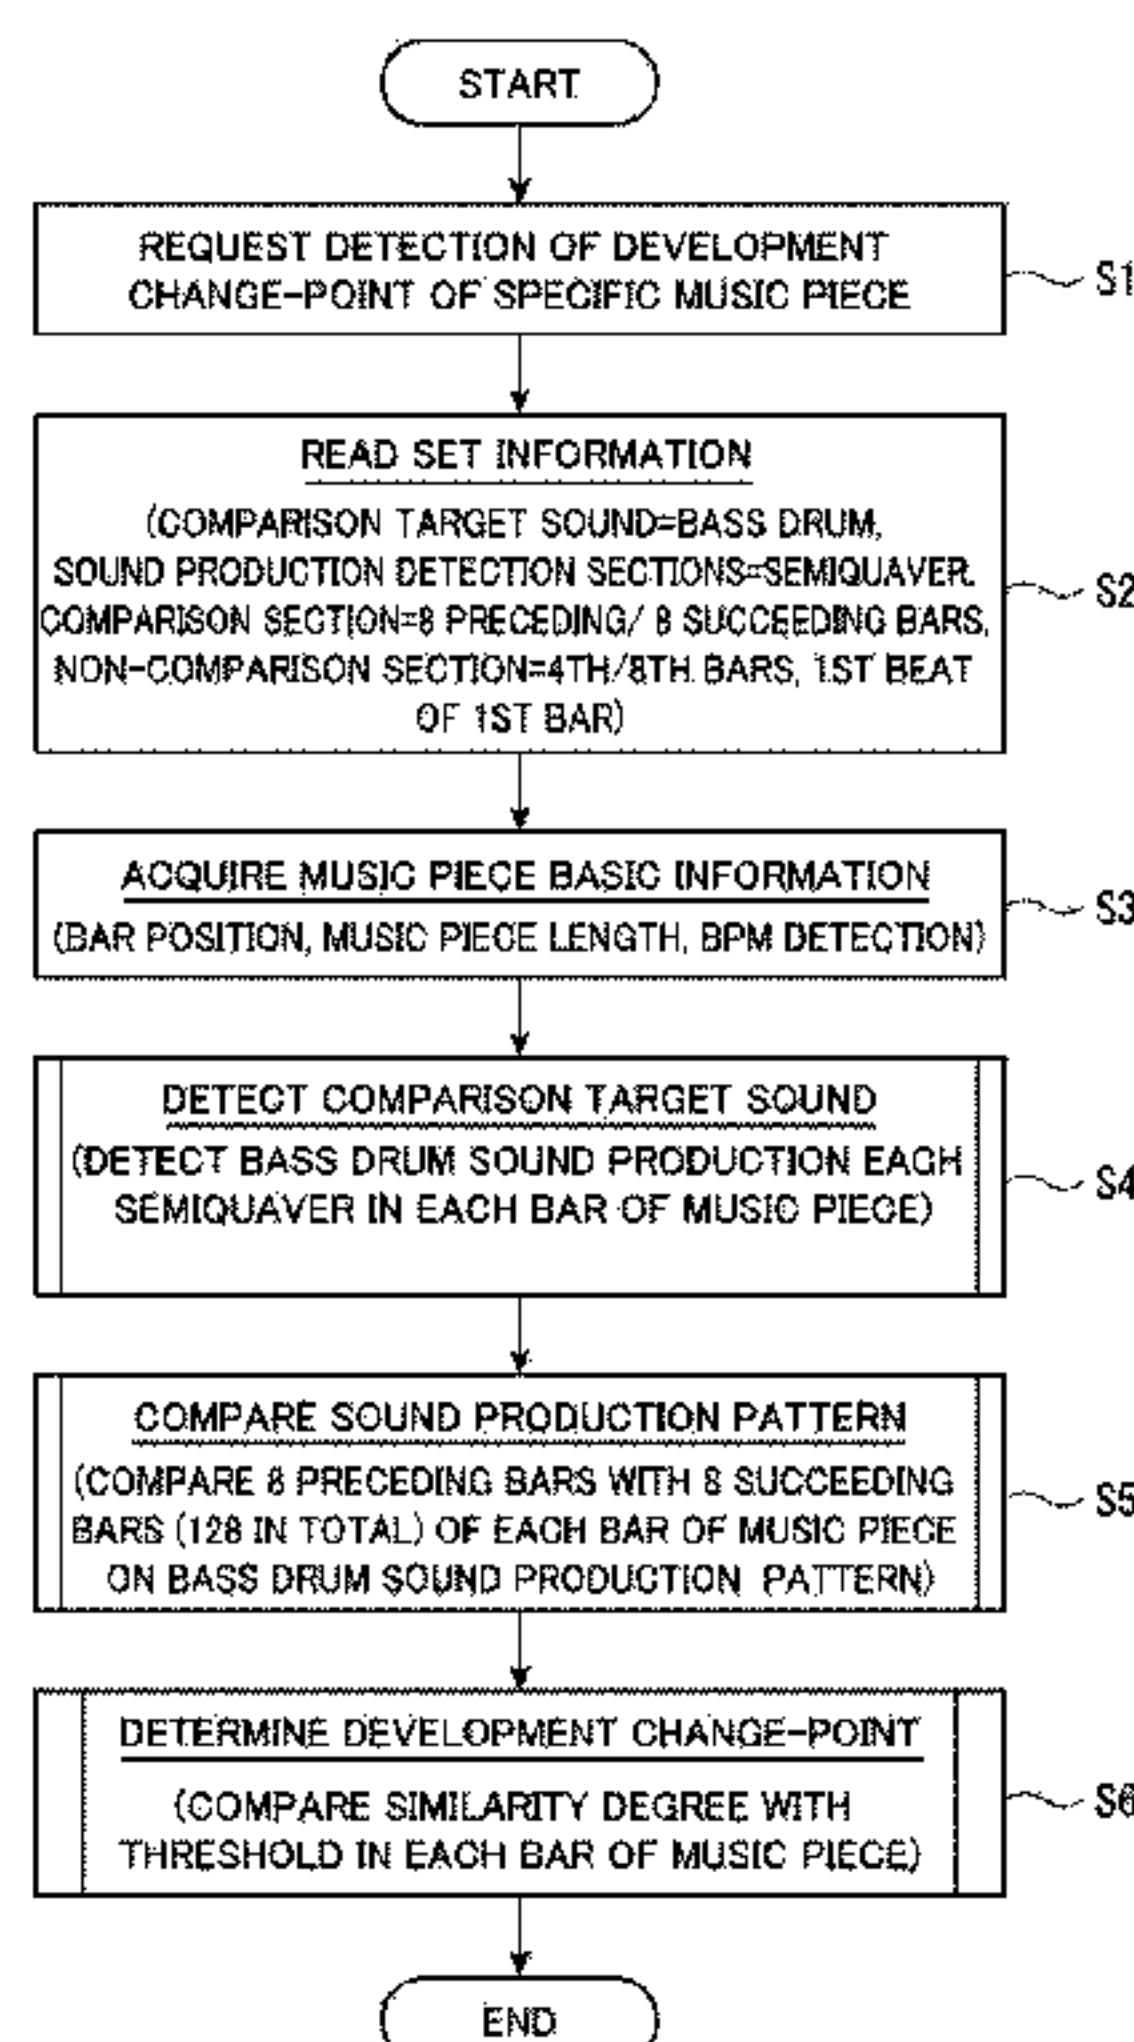 START
REQUEST DETECTION OF DEVELOPMENT
CHANGE-POINT OF SPECIFIC MUSIC PIECE
S1
READ SET INFORMATION
(COMPARISON TARGET SOUND=BASS DRUM,
SOUND PRODUCTION DETECTION SECTIONS=SEMIQUAVER,
COMPARISON SECTION=8 PRECEDING/ 8 SUCCEEDING BARS,
NON-COMPARISON SECTION=4TH/8TH BARS, 1ST BEAT
OF 1ST BAR)
S2
ACQUIRE MUSIC PIECE BASIC INFORMATION
(BAR POSITION, MUSIC PIECE LENGTH, BPM DETECTION)
S3
DETECT COMPARISON TARGET SOUND
(DETECT BASS DRUM SOUND PRODUCTION EACH
SEMIQUAVER IN EACH BAR OF MUSIC PIECE)
S4
COMPARE SOUND PRODUCTION PATTERN
(COMPARE 8 PRECEDING BARS WITH 8 SUCCEEDING
BARS (128 IN TOTAL) OF EACH BAR OF MUSIC PIECE
ON BASS DRUM SOUND PRODUCTION PATTERN)
S5
DETERMINE DEVELOPMENT CHANGE-POINT
(COMPARE SIMILARITY DEGREE WITH
THRESHOLD IN EACH BAR OF MUSIC PIECE)
S6
END